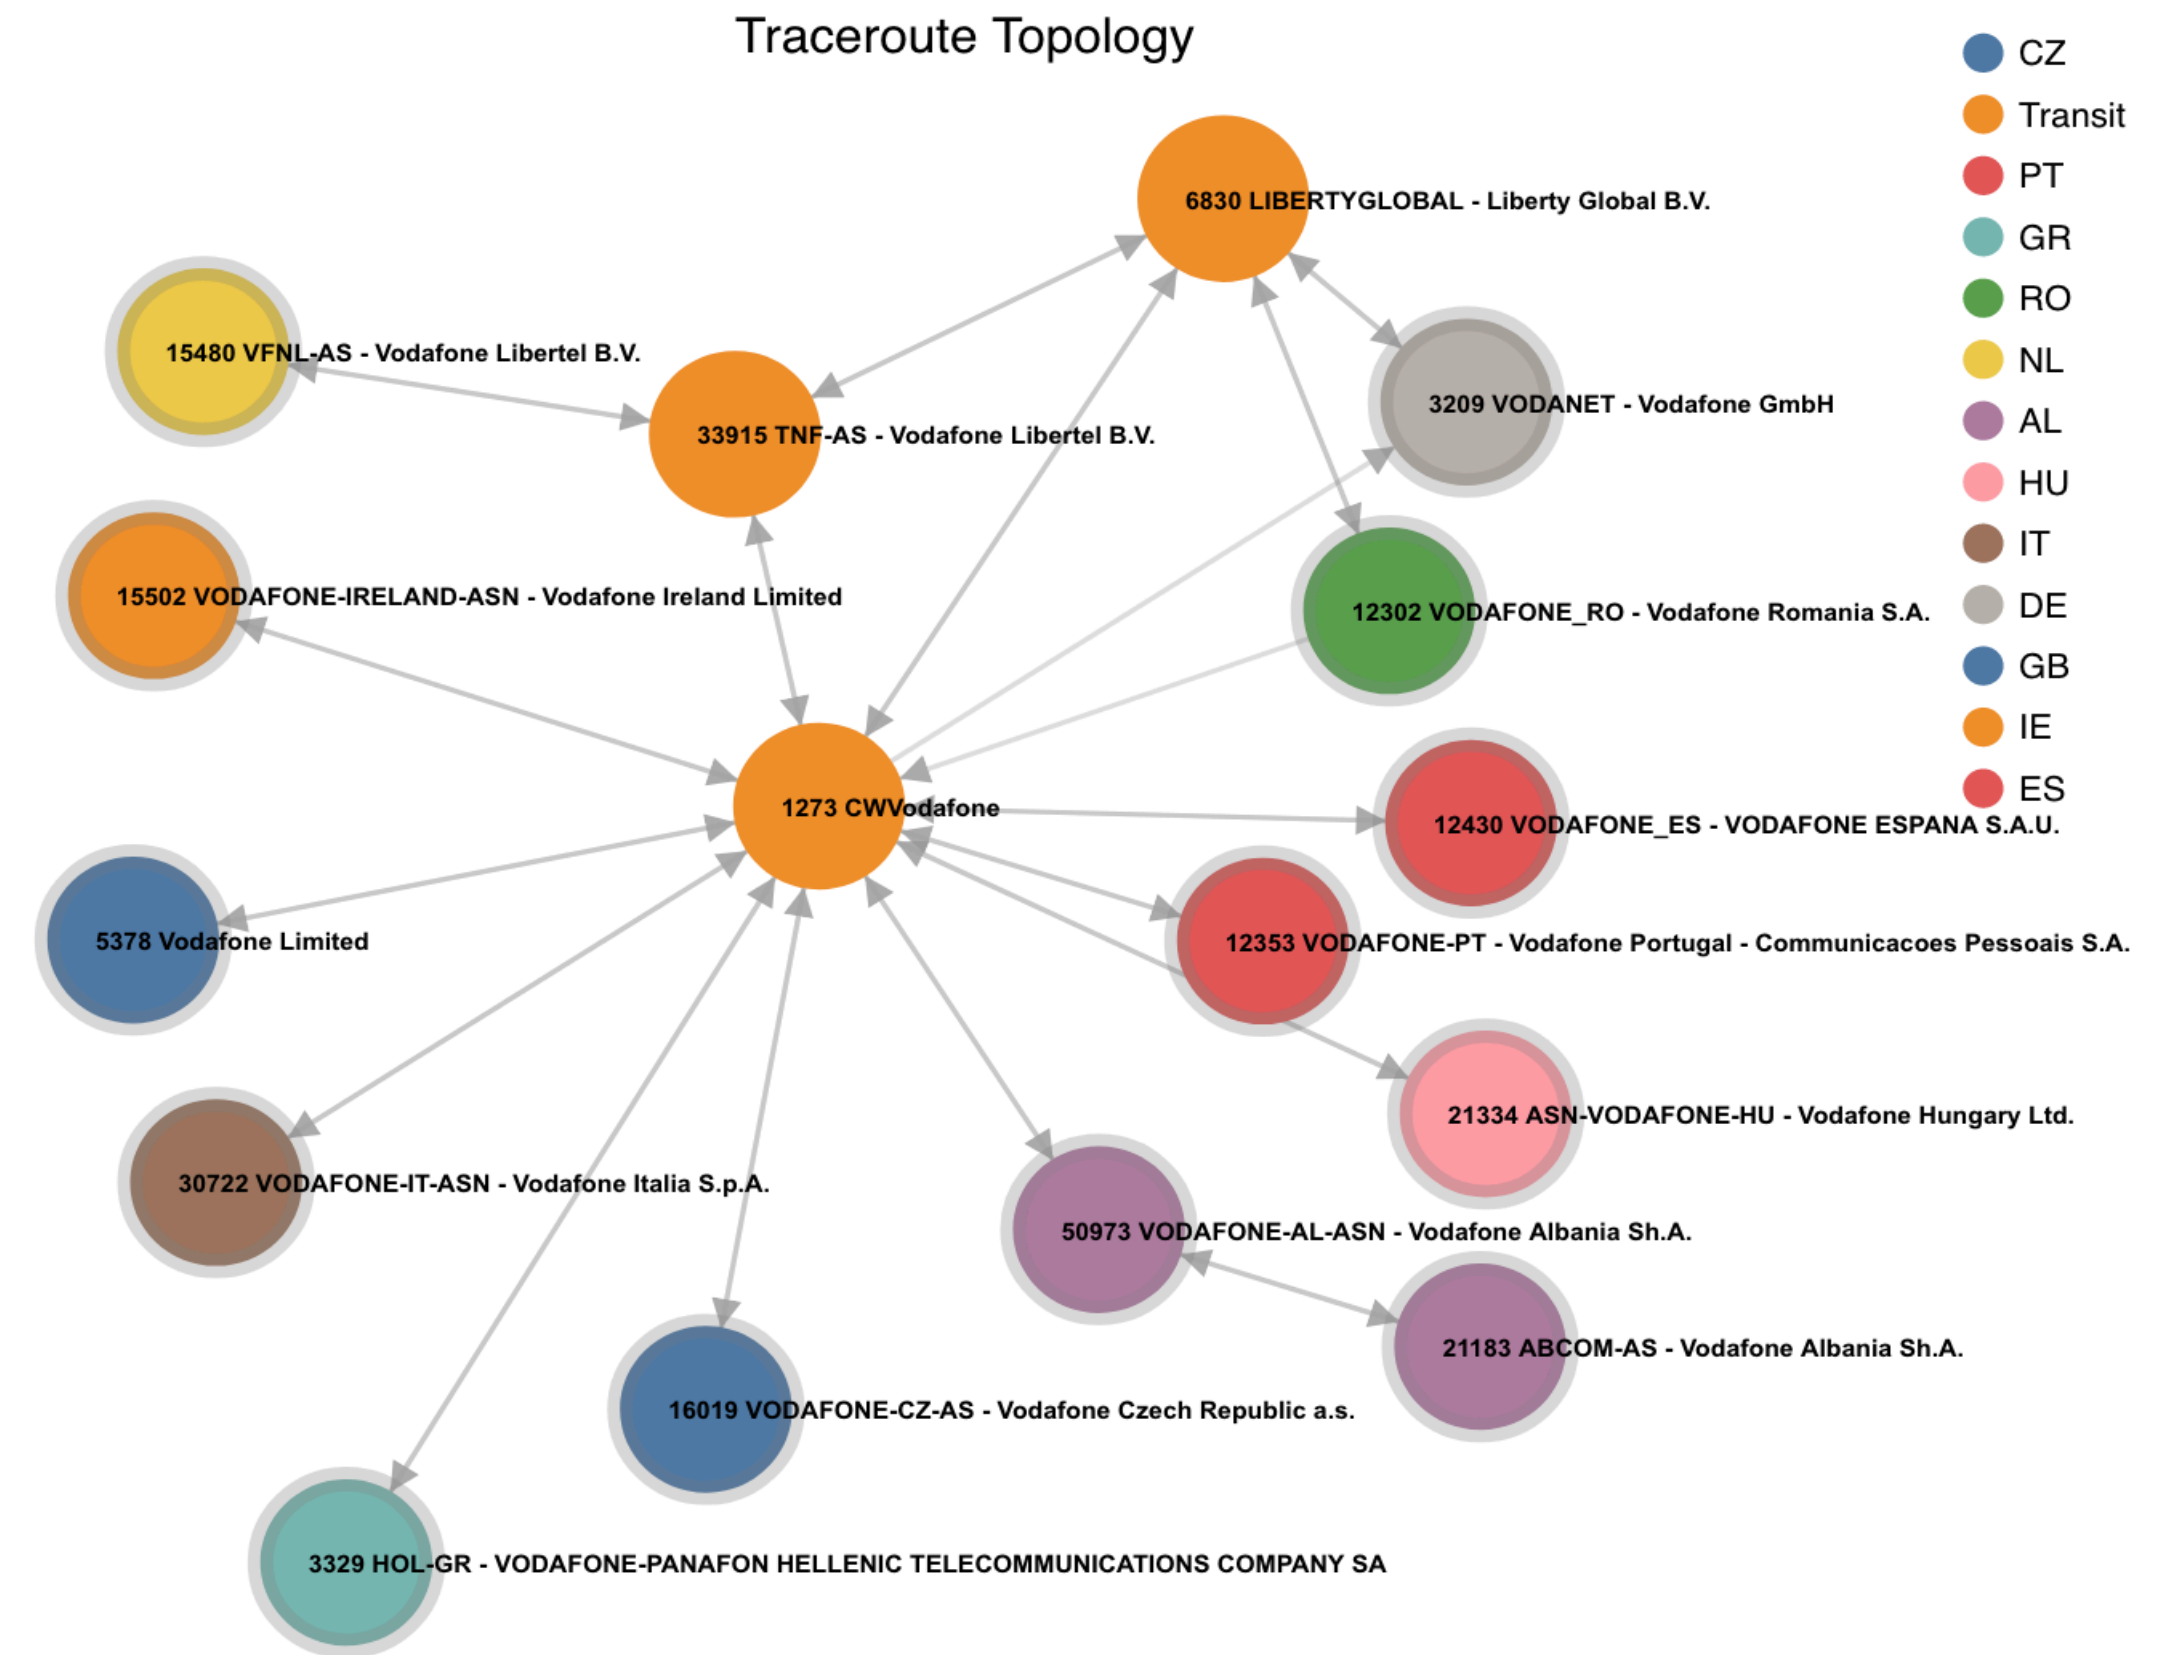 Traceroute Topology
CZ
Transit
PT
GR
RO
NL
AL
HU
IT
DE
GB
IE
ES
6830 LIBERTYGLOBAL - Liberty Global B.V.
15480 VFNL-AS - Vodafone Libertel B.V.
3209 VODANET - Vodafone GmbH
33915 TNF-AS - Vodafone Libertel B.V.
15502 VODAFONE-IRELAND-ASN - Vodafone Ireland Limited
12302 VODAFONE_RO - Vodafone Romania S.A.
1273 CWVodafone
12430 VODAFONE_ES - VODAFONE ESPANA S.A.U.
5378 Vodafone Limited
12353 VODAFONE-PT - Vodafone Portugal - Communicacoes Pessoais S.A.
21334 ASN-VODAFONE-HU - Vodafone Hungary Ltd.
30722 VODAFONE-IT-ASN - Vodafone Italia S.p.A.
50973 VODAFONE-AL-ASN - Vodafone Albania Sh.A.
21183 ABCOM-AS - Vodafone Albania Sh.A.
16019 VODAFONE-CZ-AS - Vodafone Czech Republic a.s.
3329 HOL-GR - VODAFONE-PANAFON HELLENIC TELECOMMUNICATIONS COMPANY SA